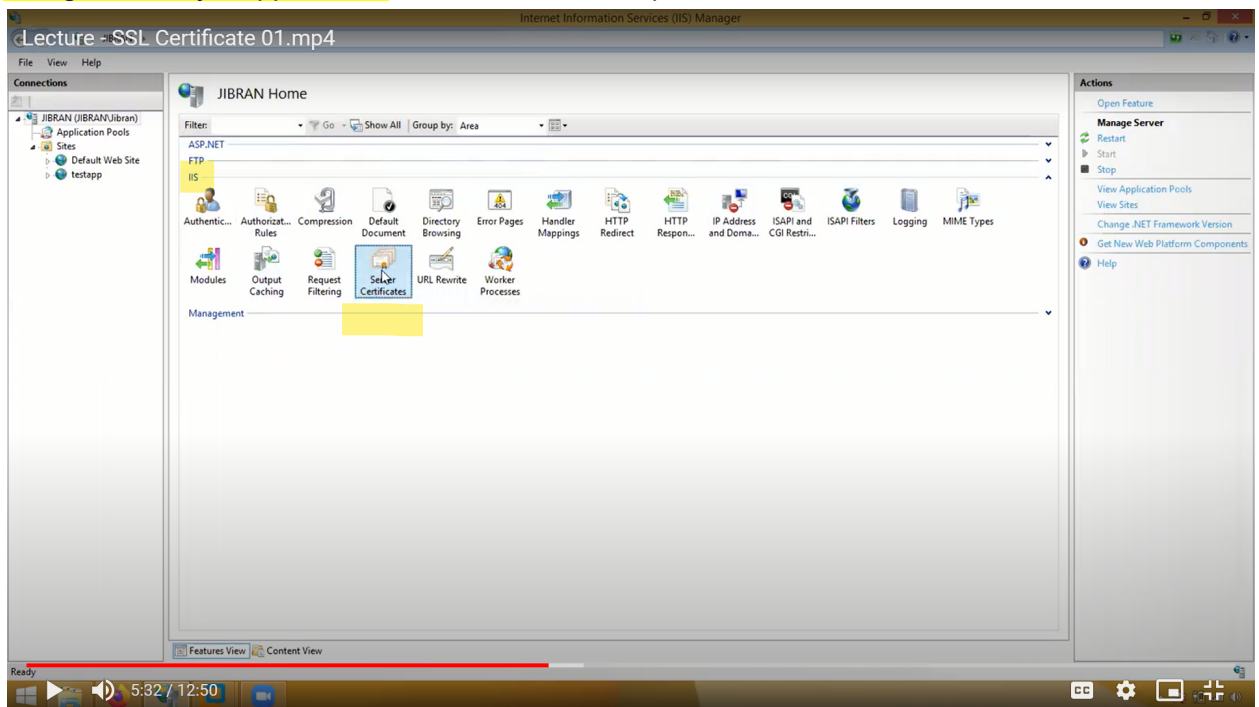 Internet Information Services (IIS) Manager
Lecture - SSL Certificate 01.mp4
File View Help
Connections
JIBRAN (JIBRAN\Jibran)
Application Pools
Sites
Default Web Site
testapp
JIBRAN Home
Filter: Go Show All Group by: Area
ASP.NET
FTP
IIS
Authentic... Authorizat... Compression Default Directory Error Pages Handler HTTP HTTP IP Address ISAPI and ISAPI Filters Logging MIME Types
Rules Document Browsing Mappings Redirect Respon... and Doma... CGI Restri...
Modules Output Request Server URL Rewrite Worker
Caching Filtering Certificates Processes
Management
Actions
Open Feature
Manage Server
Restart
Start
Stop
View Application Pools
View Sites
Change .NET Framework Version
Get New Web Platform Components
Help
Features View Content View
Ready
5:32 / 12:50
CC